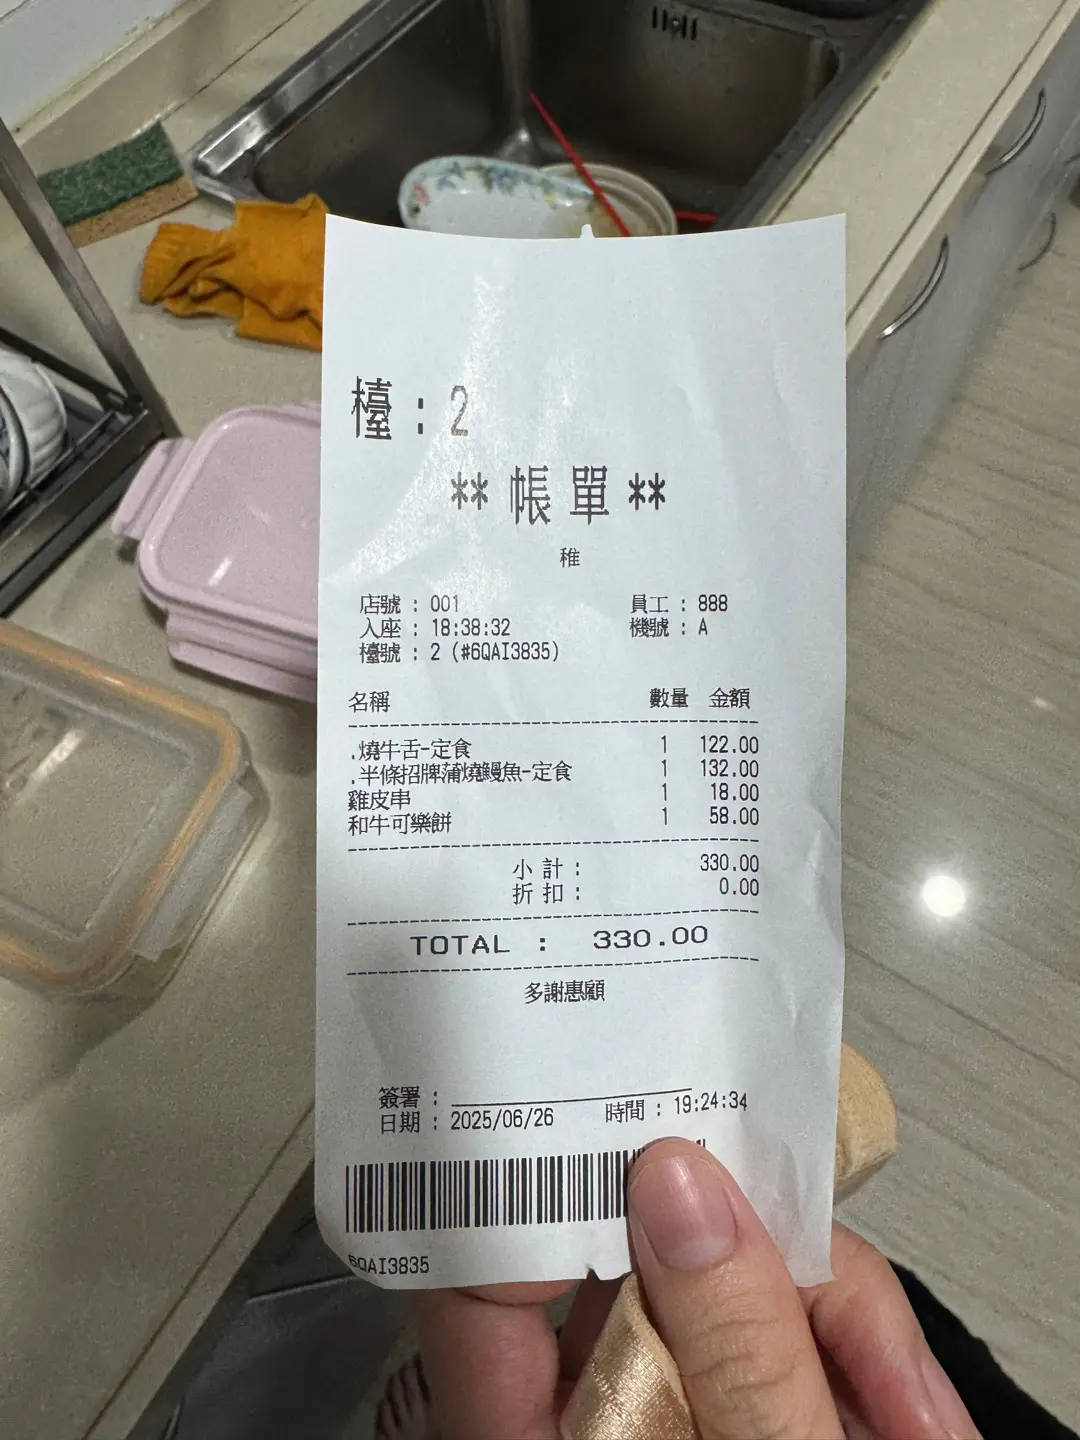 檯 : 2
** 帳單 **
稚
店號 : 001 員工 : 888
入座 : 18:38:32 機號 : A
檯號 : 2 (#6QAI3835)
名稱 數量 金額
.燒牛舌-定食 1 122.00
.半條招牌蒲燒鰻魚-定食 1 132.00
雞皮串 1 18.00
和牛可樂餅 1 58.00
小計 : 330.00
折扣 : 0.00
TOTAL : 330.00
多謝惠顧
簽署 :
日期 : 2025/06/26 時間 : 19:24:34
6QAI3835